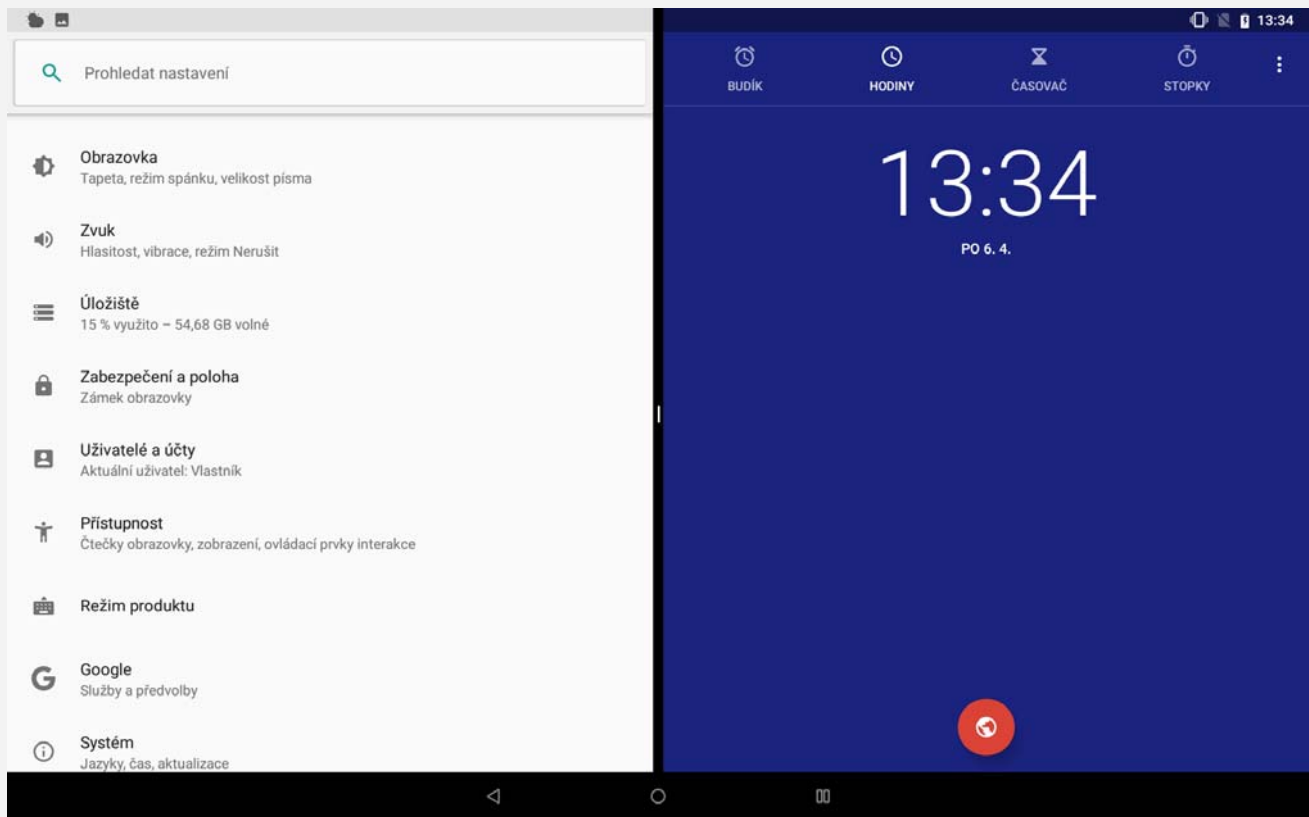 Prohledat nastavení
Obrazovka
Tapeta, režim spánku, velikost písma
Zvuk
Hlasitost, vibrace, režim Nerušit
Úložiště
15 % využito – 54,68 GB volné
Zabezpečení a poloha
Zámek obrazovky
Uživatelé a účty
Aktuální uživatel: Vlastník
Přístupnost
Čtečky obrazovky, zobrazení, ovládací prvky interakce
Režim produktu
Google
Služby a předvolby
Systém
Jazyky, čas, aktualizace
13:34
BUDÍK HODINY ČASOVAČ STOPKY
13:34
PO 6. 4.